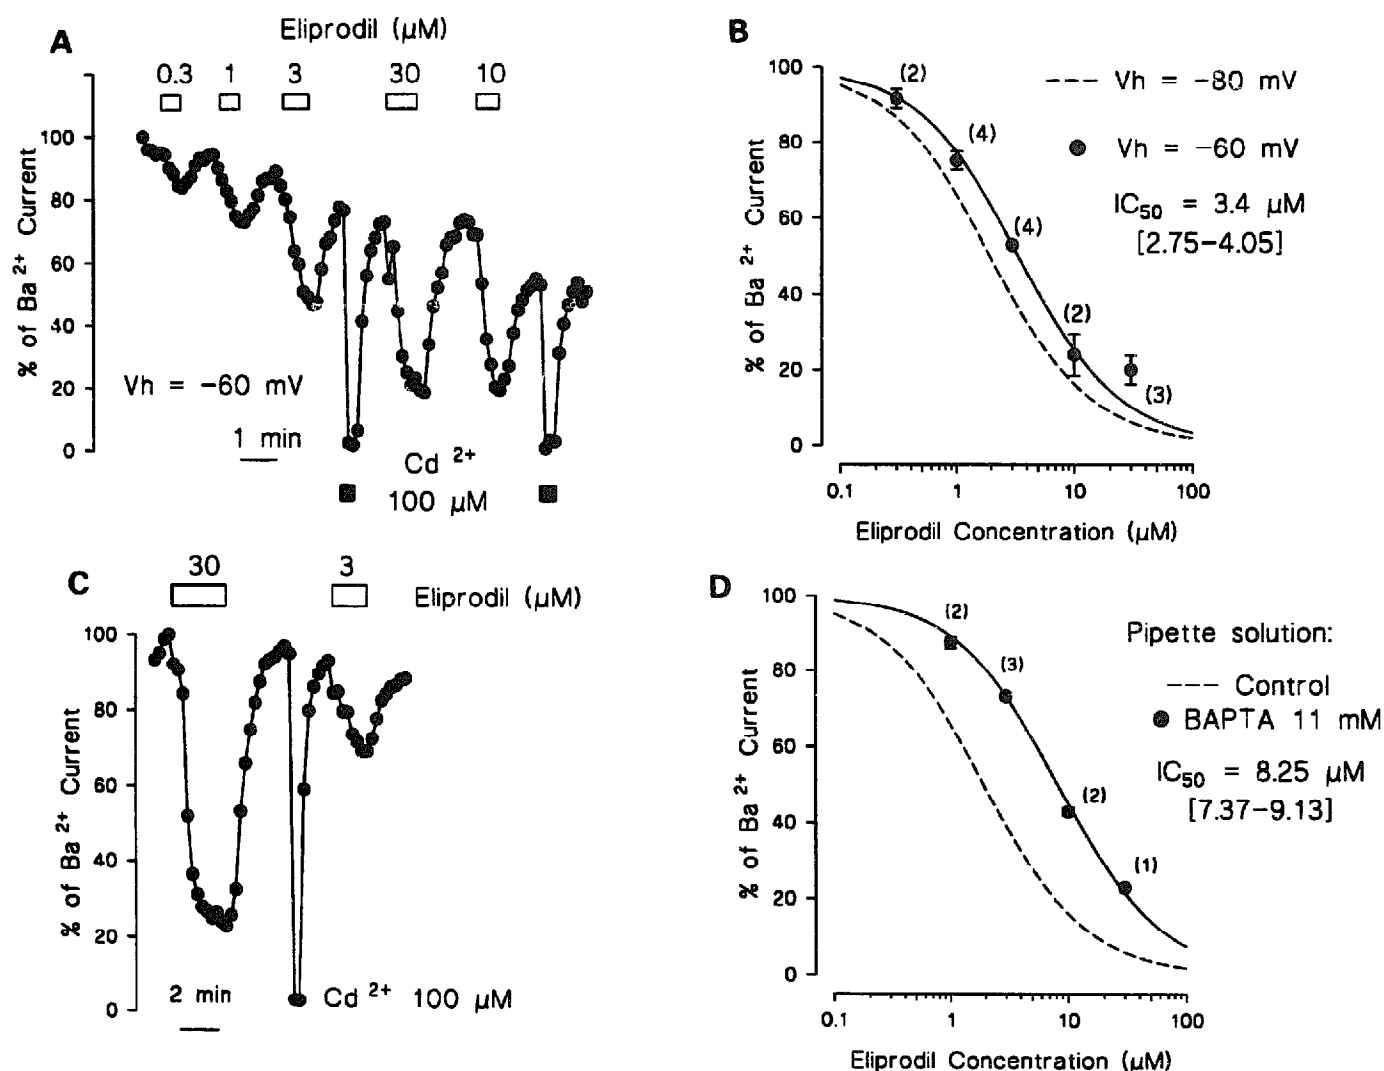 A
Eliprodil (µM)
0.3 1 3 30 10
100
80
60
40
20
0
% of Ba 2+ Current
Vh = -60 mV
1 min
Cd 2+
100 µM
B
100
80
60
40
20
0
% of Ba 2+ Current
(2)
(4)
(4)
(2)
(3)
--- Vh = -80 mV
Vh = -60 mV
IC50 = 3.4 µM
[2.75-4.05]
0.1 1 10 100
Eliprodil Concentration (µM)
C
30 3
Eliprodil (µM)
100
80
60
40
20
0
% of Ba 2+ Current
2 min
Cd 2+ 100 µM
D
100
80
60
40
20
0
% of Ba 2+ Current
(2)
(3)
(2)
(1)
Pipette solution:
--- Control
BAPTA 11 mM
IC50 = 8.25 µM
[7.37-9.13]
0.1 1 10 100
Eliprodil Concentration (µM)